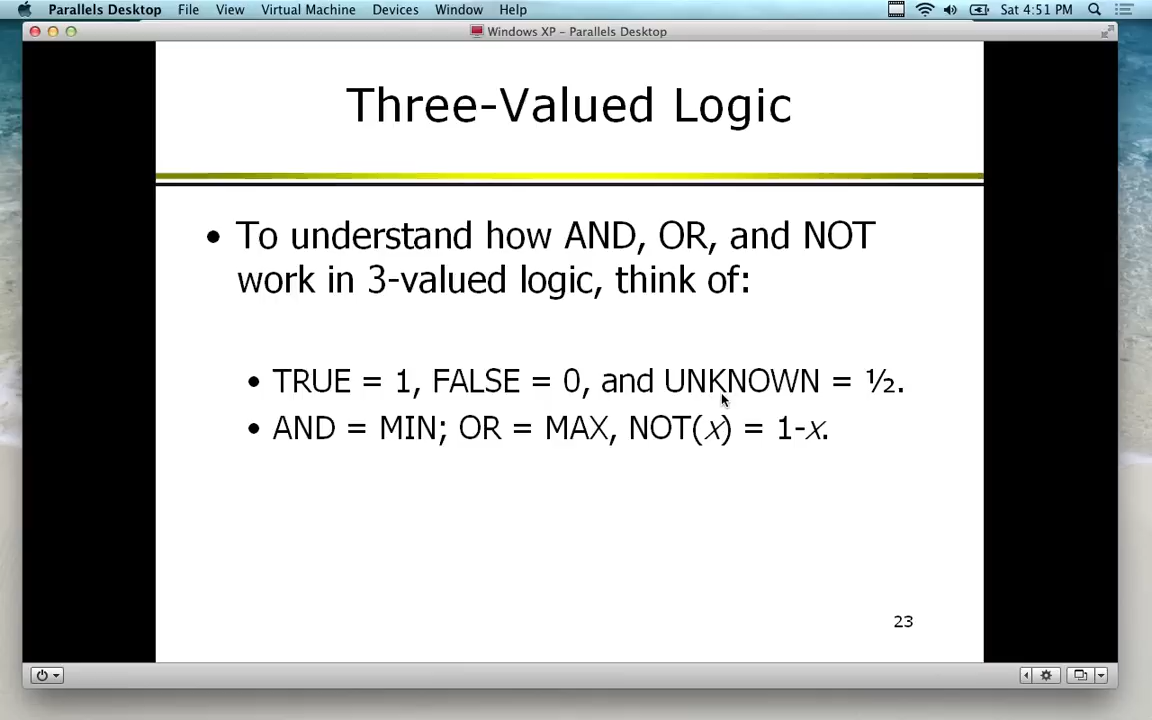 Parallels Desktop File View Virtual Machine Devices Window Help Sat 4:51 PM
Windows XP - Parallels Desktop
Three-Valued Logic
• To understand how AND, OR, and NOT
work in 3-valued logic, think of:
• TRUE = 1, FALSE = 0, and UNKNOWN = ½.
• AND = MIN; OR = MAX, NOT(x) = 1-x.
23